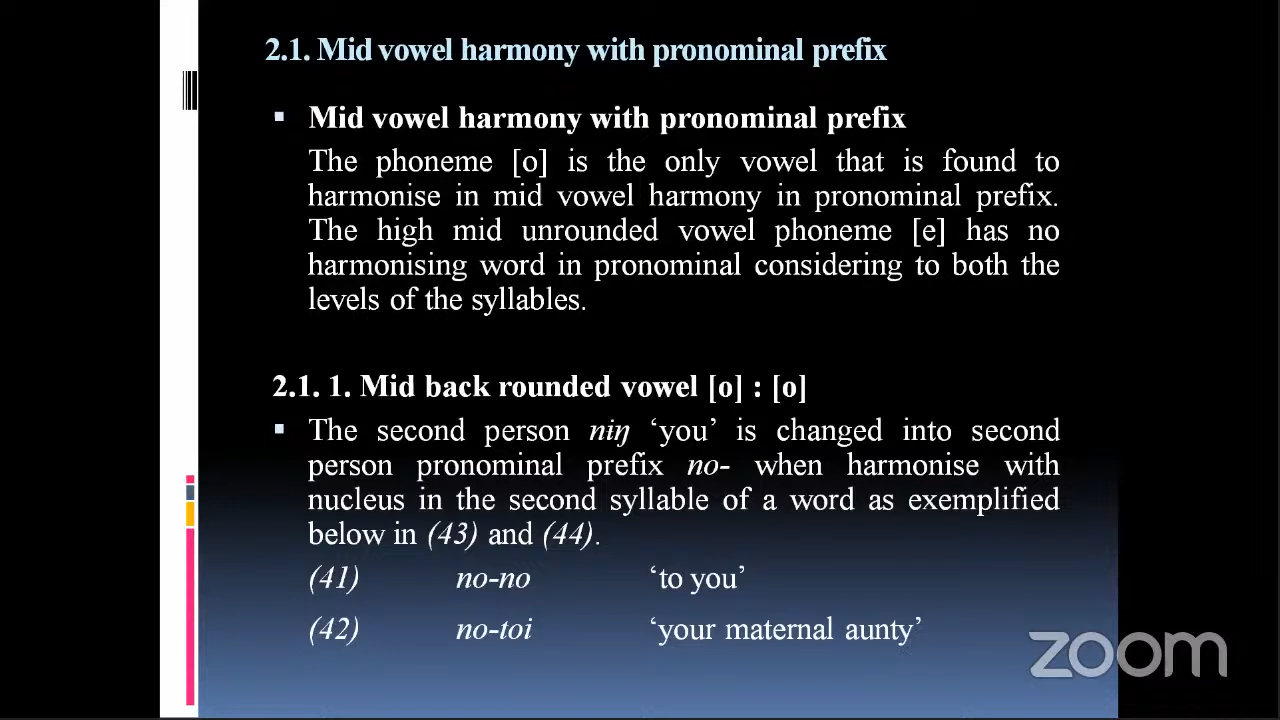 2.1. Mid vowel harmony with pronominal prefix
▪ Mid vowel harmony with pronominal prefix
The phoneme [o] is the only vowel that is found to
harmonise in mid vowel harmony in pronominal prefix.
The high mid unrounded vowel phoneme [e] has no
harmonising word in pronominal considering to both the
levels of the syllables.
2.1. 1. Mid back rounded vowel [o] : [o]
▪ The second person niŋ ‘you’ is changed into second
person pronominal prefix no- when harmonise with
nucleus in the second syllable of a word as exemplified
below in (43) and (44).
(41) no-no ‘to you’
(42) no-toi ‘your maternal aunty’
zoom